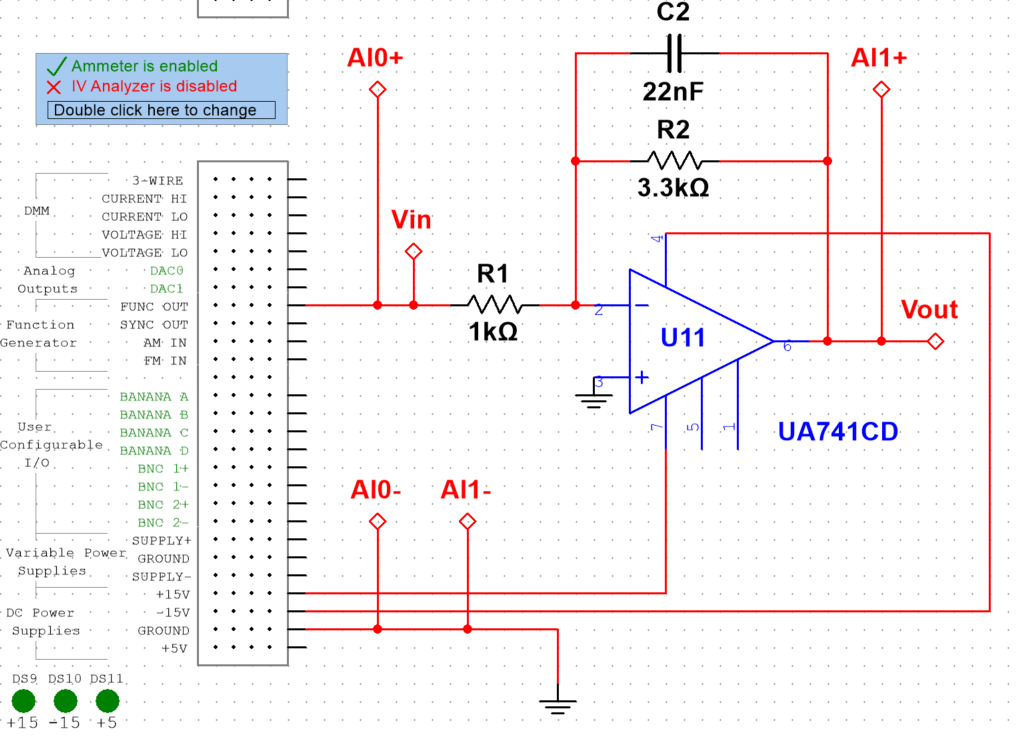 C2
Ammeter is enabled
IV Analyzer is disabled
Double click here to change
AI0+
AI1+
22nF
R2
3.3kΩ
3-WIRE
CURRENT HI
CURRENT LO
VOLTAGE HI
VOLTAGE LO
DMM
Analog
Outputs
DAC0
DAC1
Function
Generator
FUNC OUT
SYNC OUT
AM IN
FM IN
Vin
R1
1kΩ
4
2
3
U11
6
Vout
7
5
1
UA741CD
User
Configurable
I/O
BANANA A
BANANA B
BANANA C
BANANA D
BNC 1+
BNC 1-
BNC 2+
BNC 2-
AI0-
AI1-
Variable Power
Supplies
SUPPLY+
GROUND
SUPPLY-
DC Power
Supplies
+15V
-15V
GROUND
+5V
DS9 DS10 DS11
+15 -15 +5